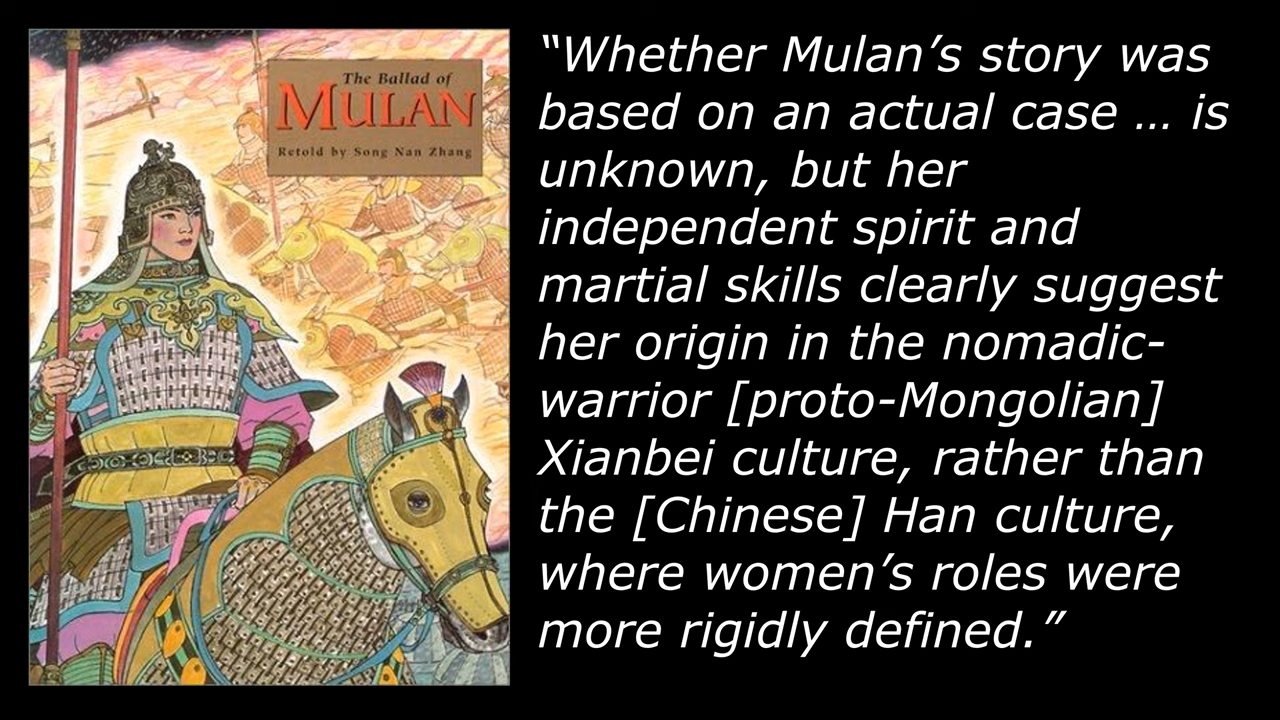 The Ballad of
MULAN
Retold by Song Nan Zhang
“Whether Mulan’s story was
based on an actual case … is
unknown, but her
independent spirit and
martial skills clearly suggest
her origin in the nomadic-
warrior [proto-Mongolian]
Xianbei culture, rather than
the [Chinese] Han culture,
where women’s roles were
more rigidly defined.”